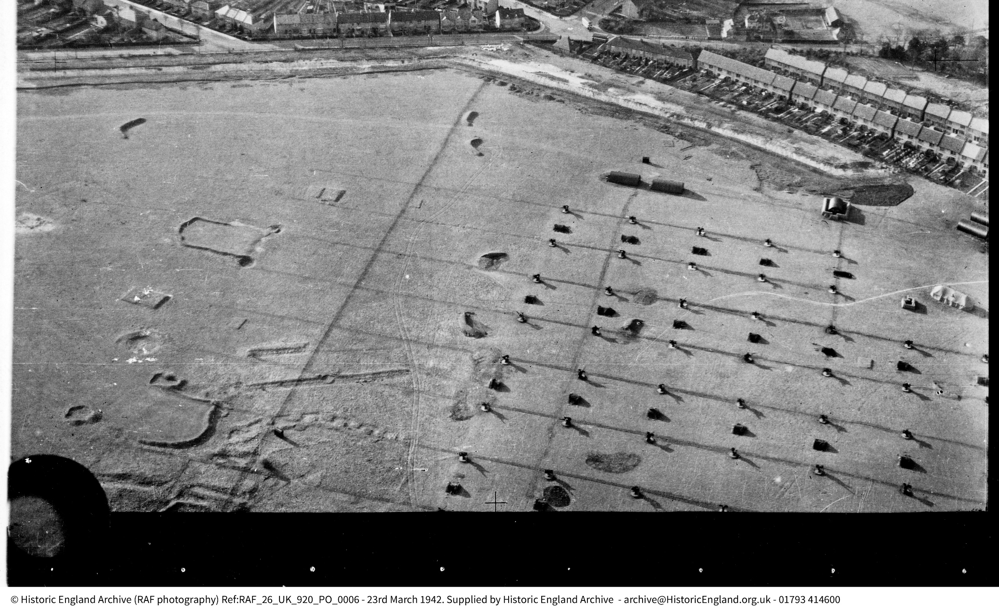 © Historic England Archive (RAF photography) Ref:RAF_26_UK_920_PO_0006 - 23rd March 1942. Supplied by Historic England Archive - archive@HistoricEngland.org.uk - 01793 414600